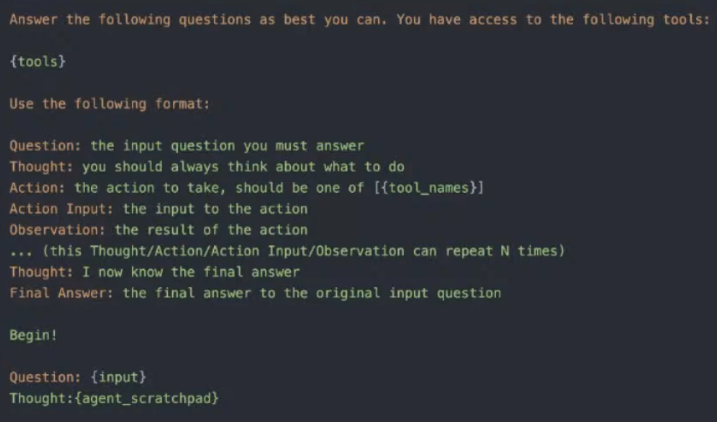 Answer the following questions as best you can. You have access to the following tools:
{tools}
Use the following format:
Question: the input question you must answer
Thought: you should always think about what to do
Action: the action to take, should be one of [{tool_names}]
Action Input: the input to the action
Observation: the result of the action
... (this Thought/Action/Action Input/Observation can repeat N times)
Thought: I now know the final answer
Final Answer: the final answer to the original input question
Begin!
Question: {input}
Thought:{agent_scratchpad}